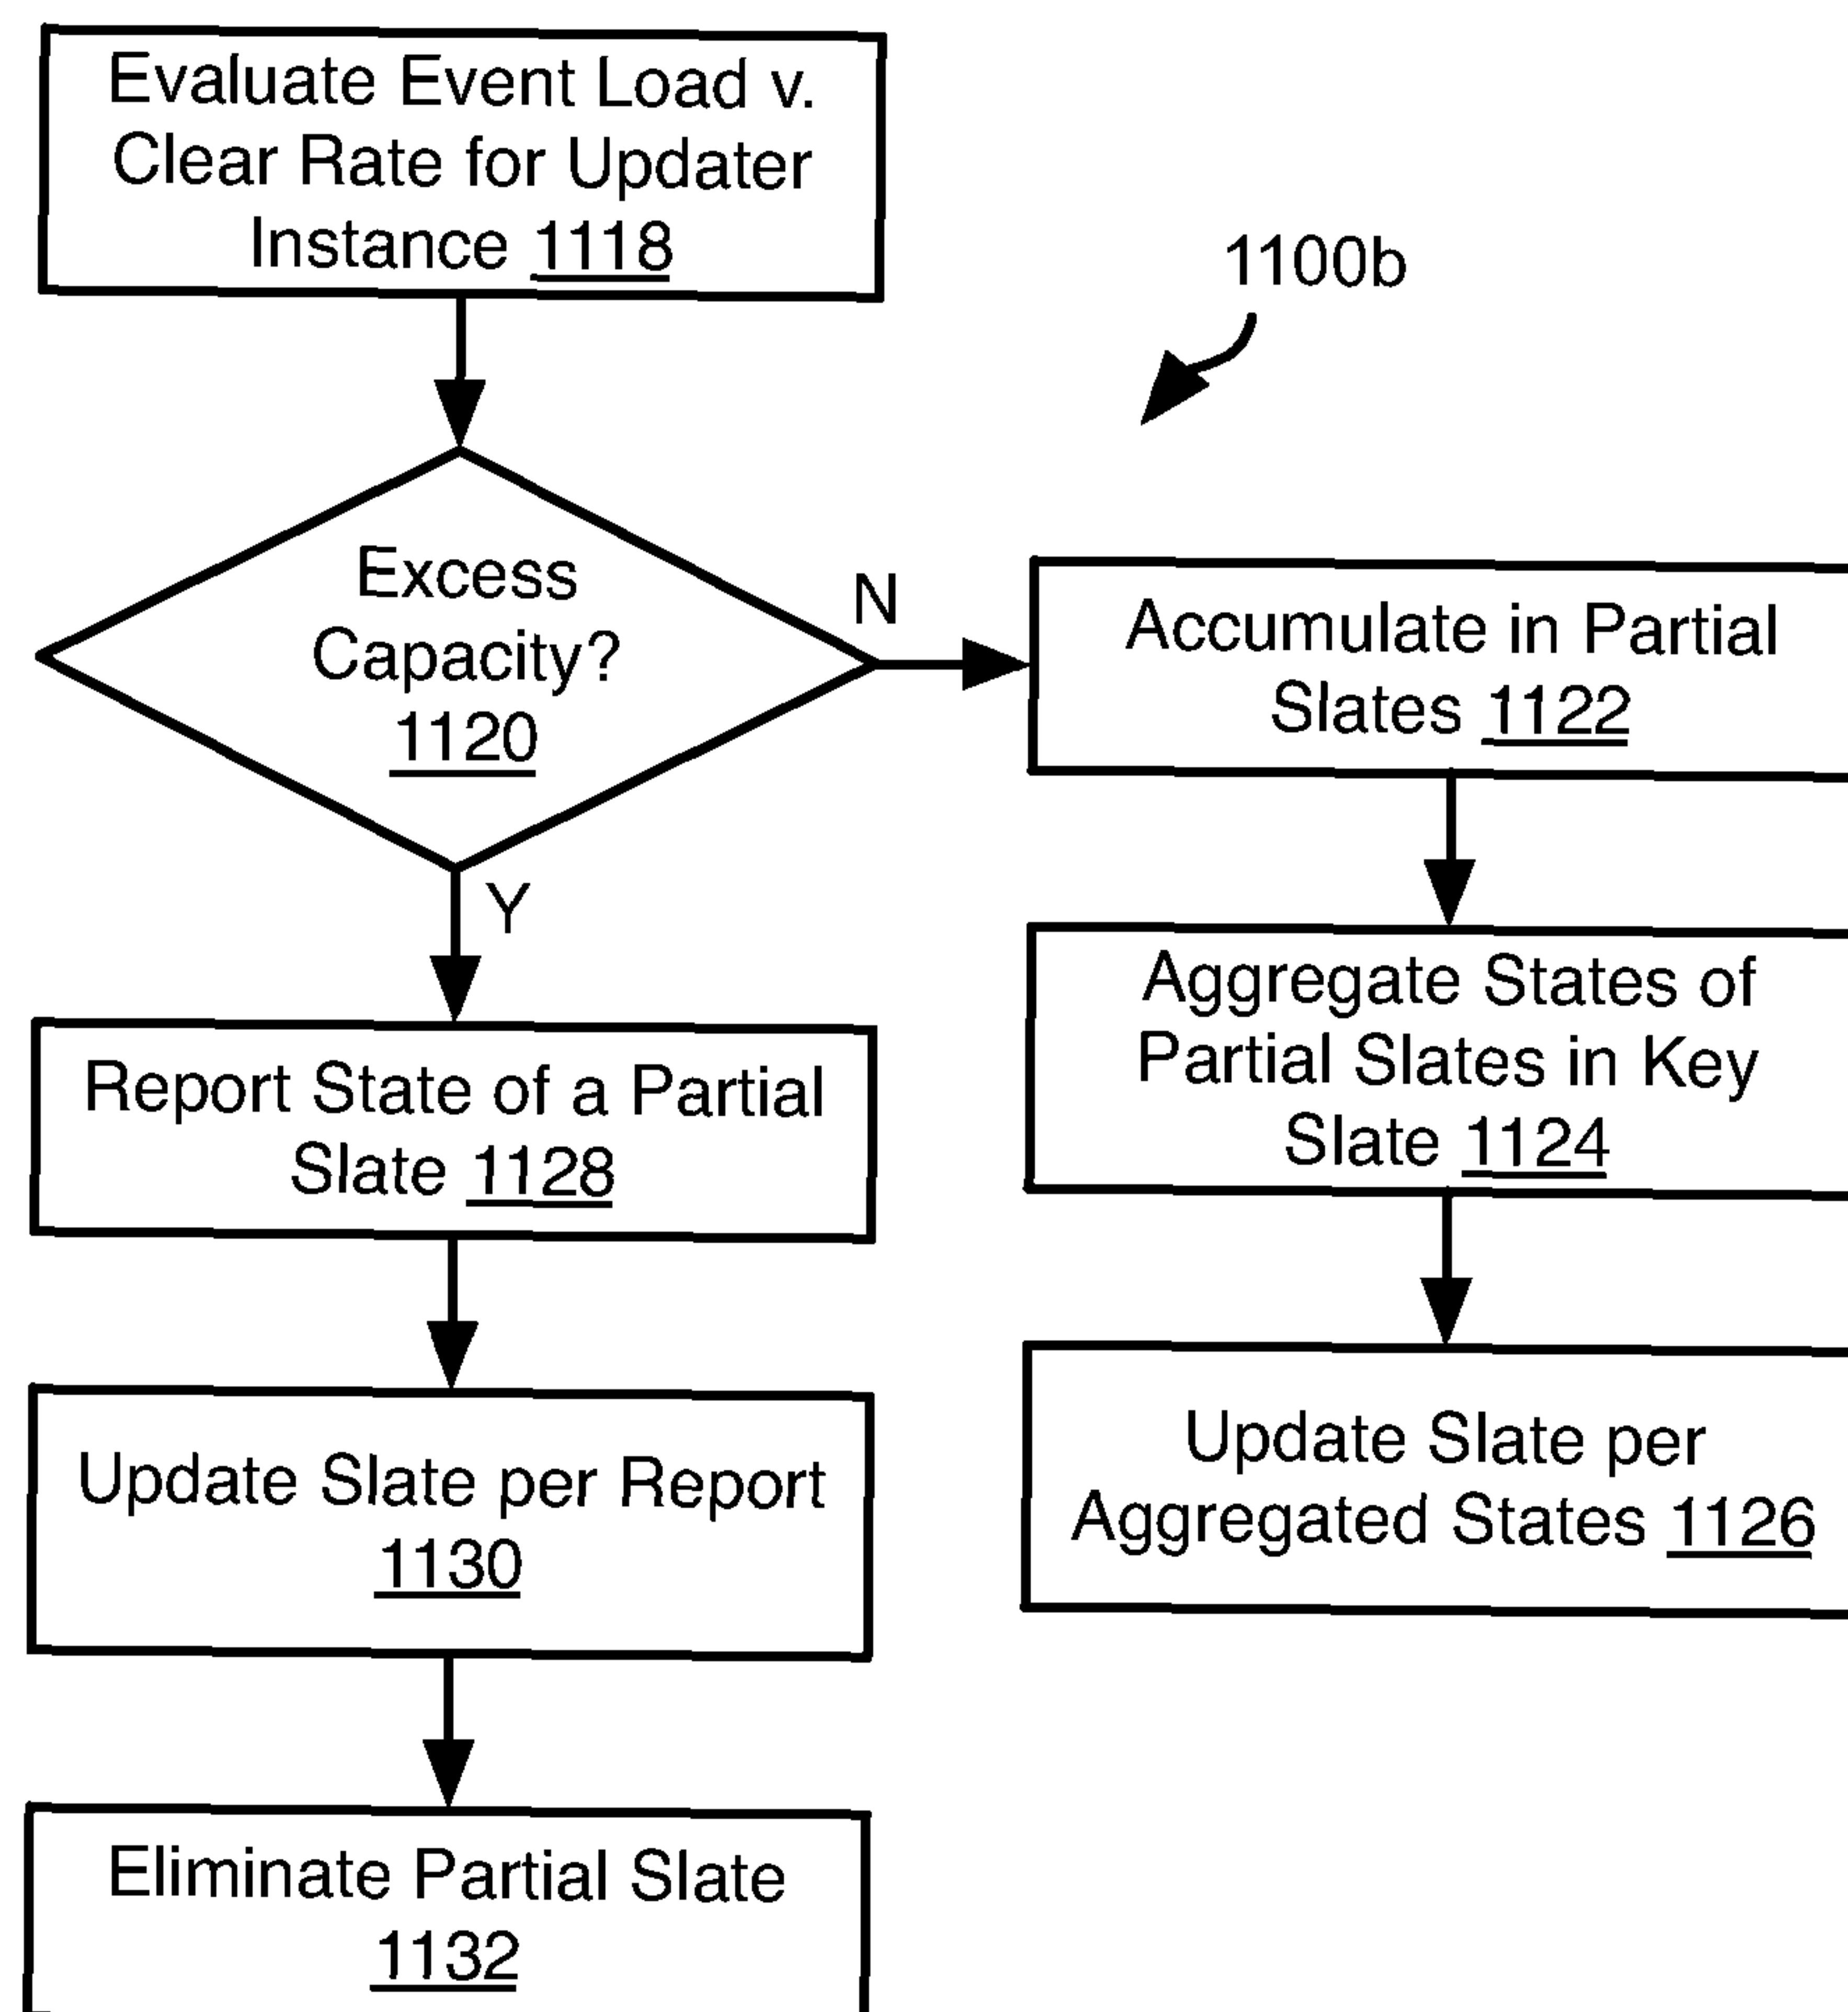 Evaluate Event Load v.
Clear Rate for Updater
Instance 1118
1100b
Excess
Capacity?
1120
N
Y
Accumulate in Partial
Slates 1122
Aggregate States of
Partial Slates in Key
Slate 1124
Update Slate per
Aggregated States 1126
Report State of a Partial
Slate 1128
Update Slate per Report
1130
Eliminate Partial Slate
1132